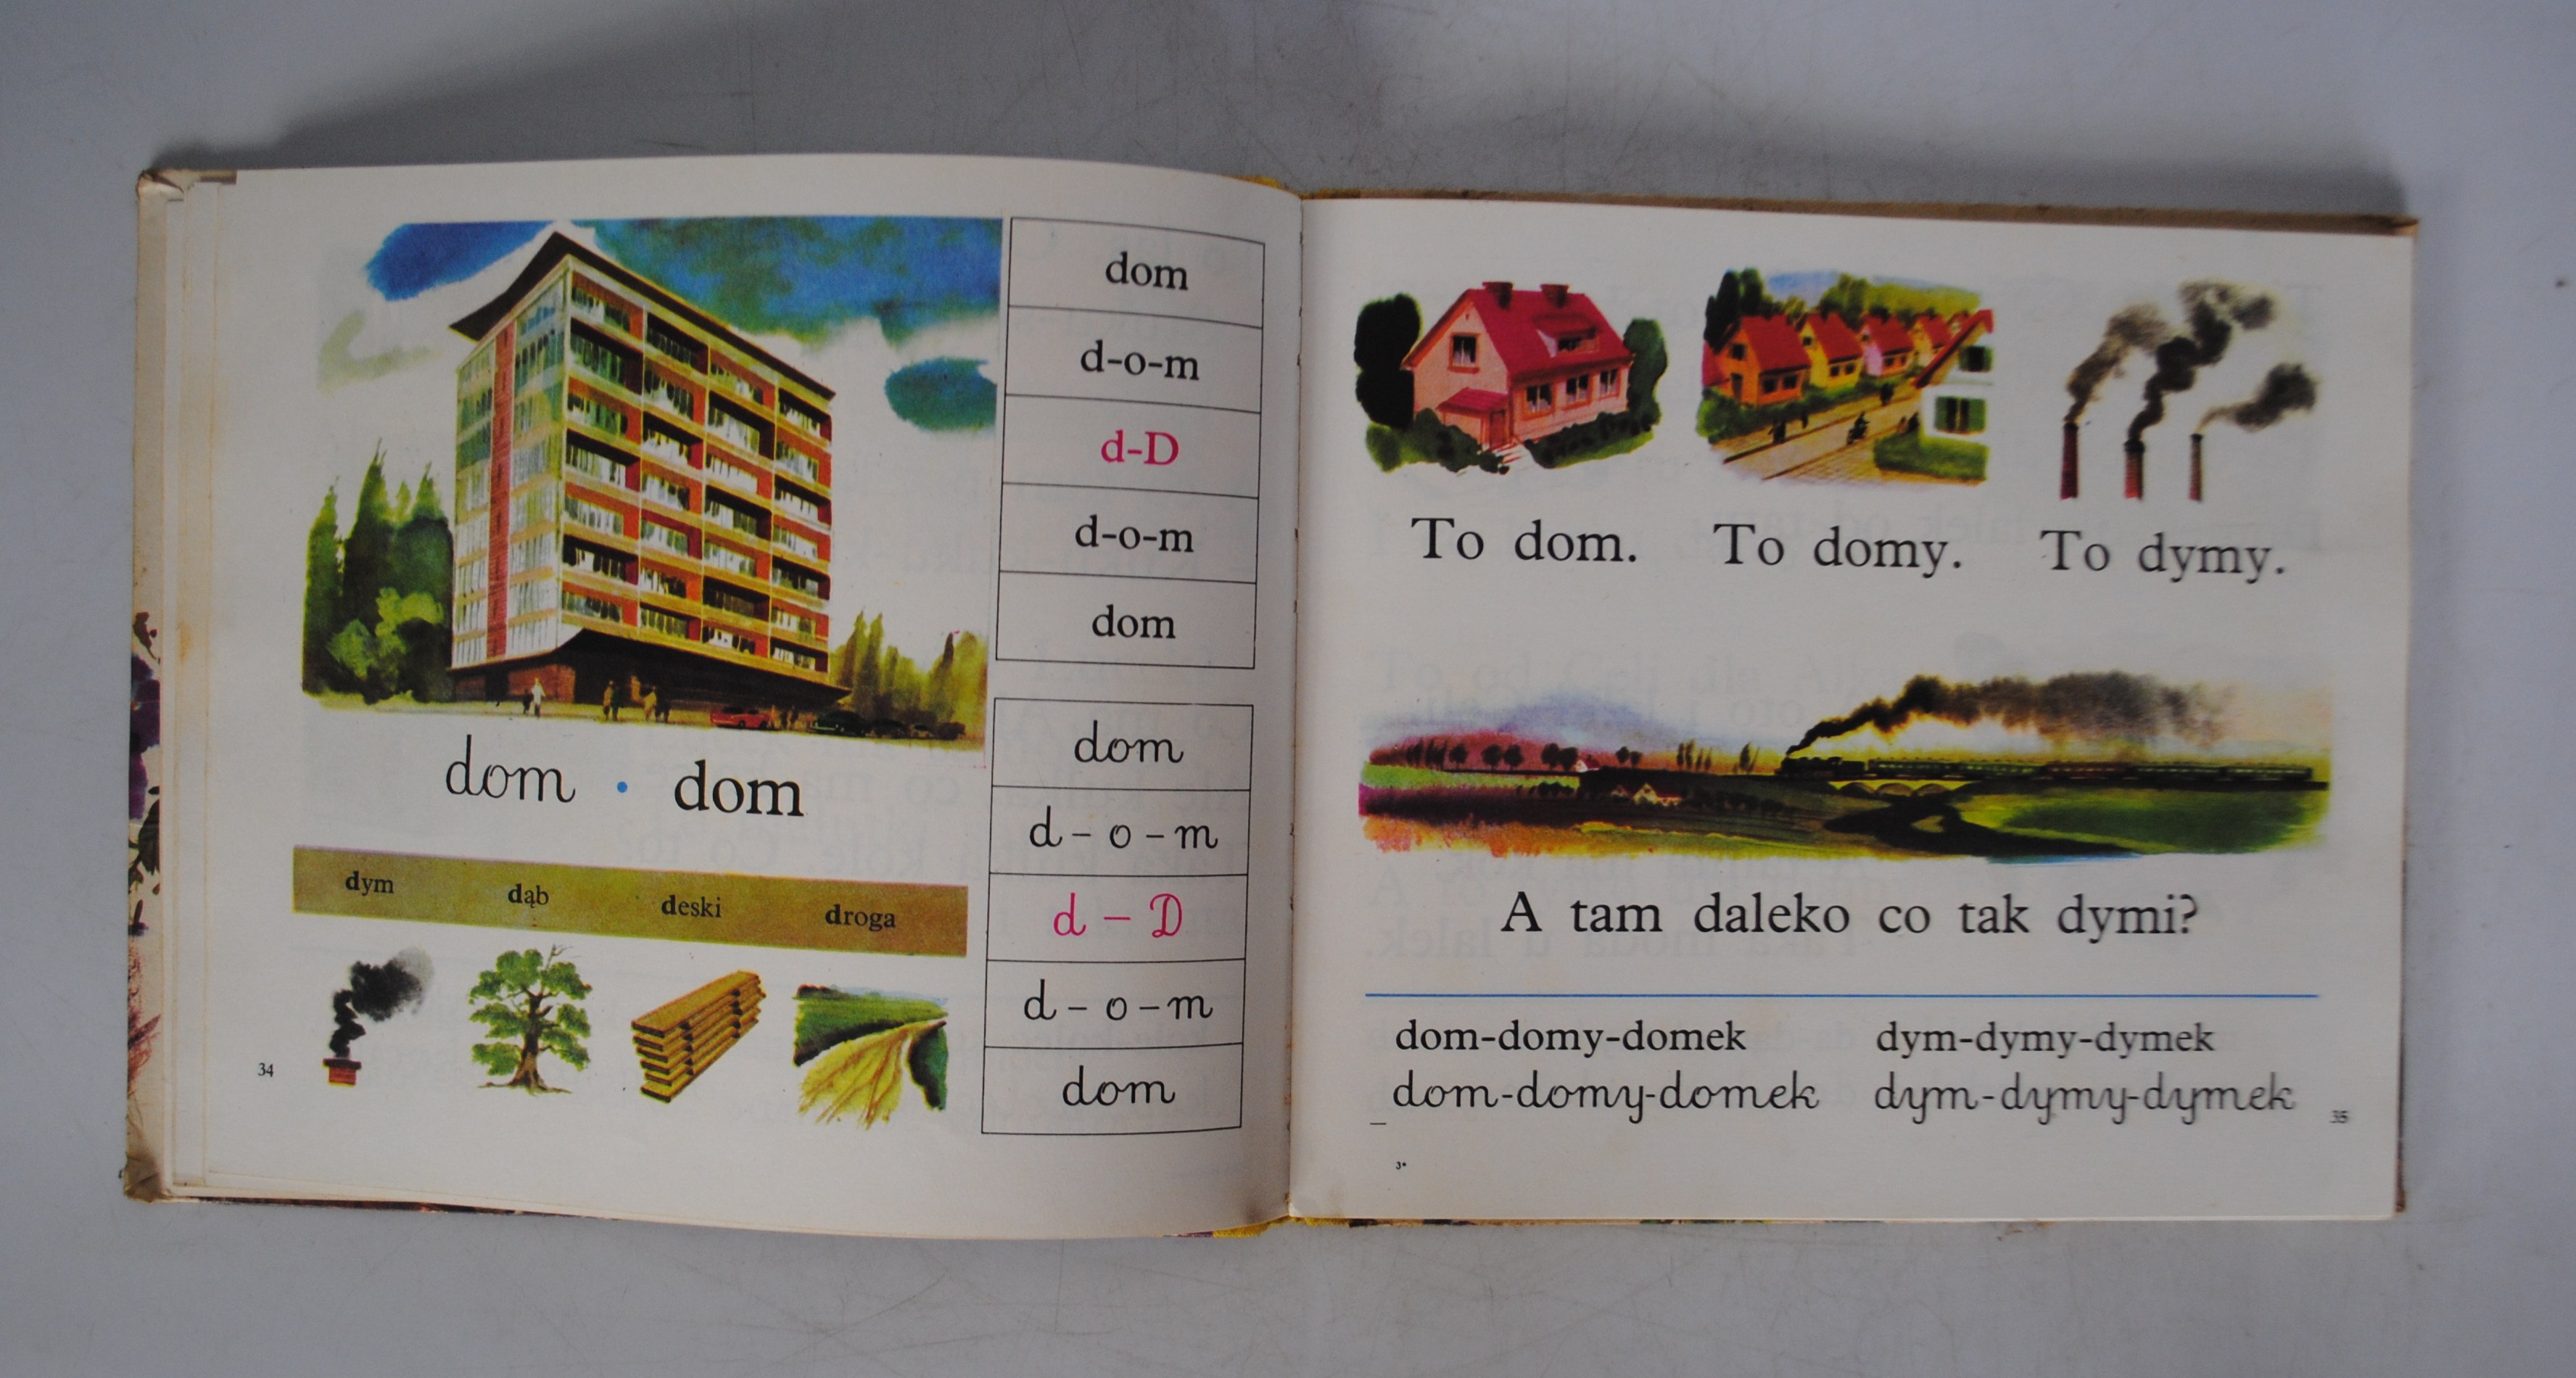 dom
d-o-m
d-D
d-o-m
dom
dom · dom
dym dąb deski droga
dom
d-o-m
d-D
d-o-m
dom
34
To dom. To domy. To dymy.
A tam daleko co tak dymi?
dom-domy-domek dym-dymy-dymek
dom-domy-domek dym-dymy-dymek
35
3*